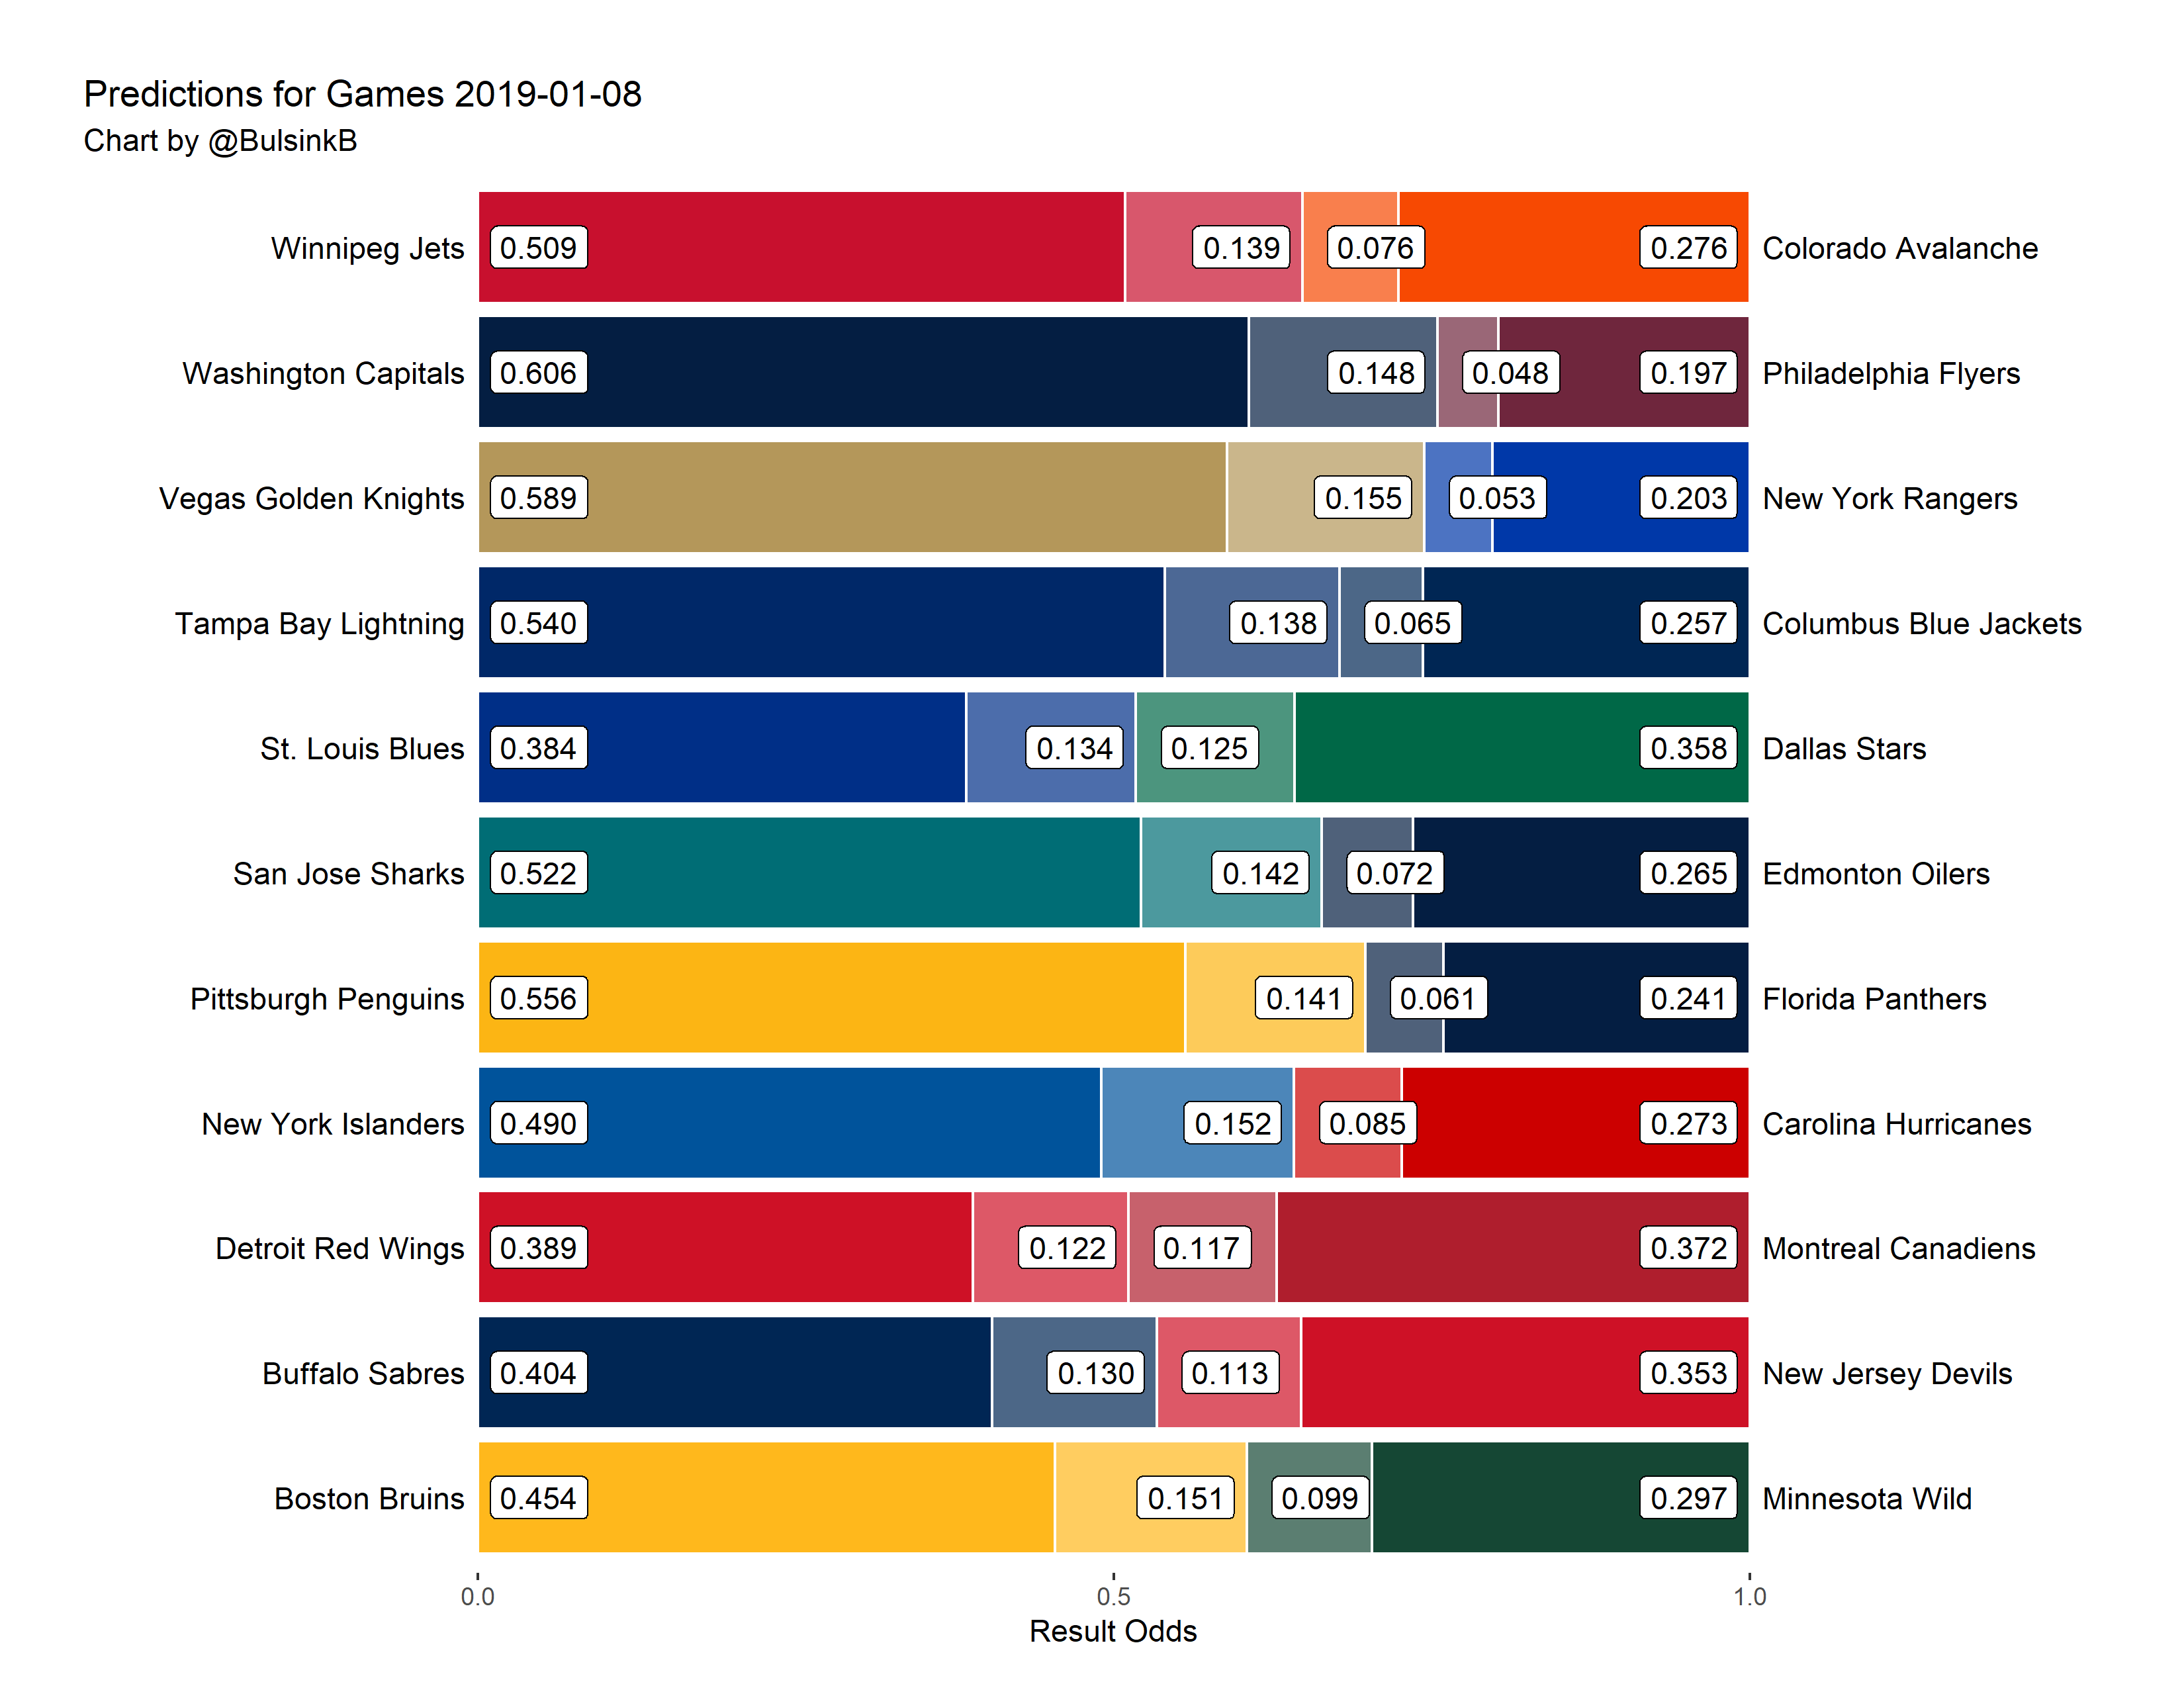 Predictions for Games 2019-01-08
Chart by @BulsinkB
Winnipeg Jets 0.509 0.139 0.076 0.276 Colorado Avalanche
Washington Capitals 0.606 0.148 0.048 0.197 Philadelphia Flyers
Vegas Golden Knights 0.589 0.155 0.053 0.203 New York Rangers
Tampa Bay Lightning 0.540 0.138 0.065 0.257 Columbus Blue Jackets
St. Louis Blues 0.384 0.134 0.125 0.358 Dallas Stars
San Jose Sharks 0.522 0.142 0.072 0.265 Edmonton Oilers
Pittsburgh Penguins 0.556 0.141 0.061 0.241 Florida Panthers
New York Islanders 0.490 0.152 0.085 0.273 Carolina Hurricanes
Detroit Red Wings 0.389 0.122 0.117 0.372 Montreal Canadiens
Buffalo Sabres 0.404 0.130 0.113 0.353 New Jersey Devils
Boston Bruins 0.454 0.151 0.099 0.297 Minnesota Wild
0.0 0.5 1.0
Result Odds